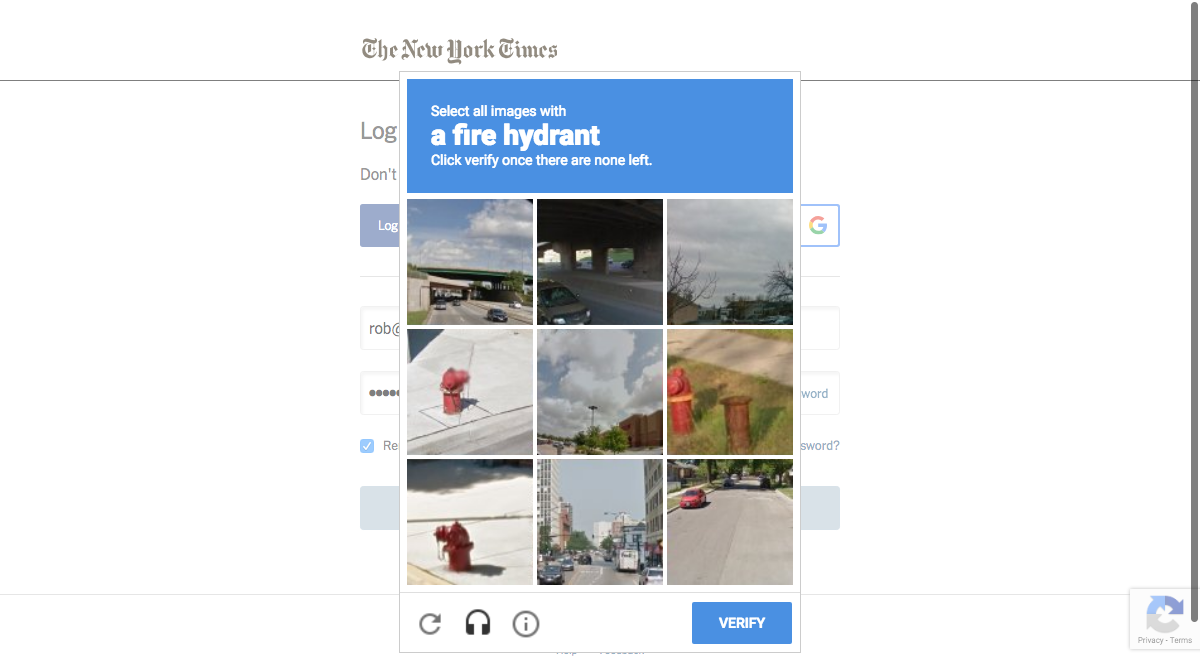 The New York Times
Select all images with
a fire hydrant
Click verify once there are none left.
Log
Don't
Log
G
rob@
word
Re
sword?
VERIFY
Privacy - Terms